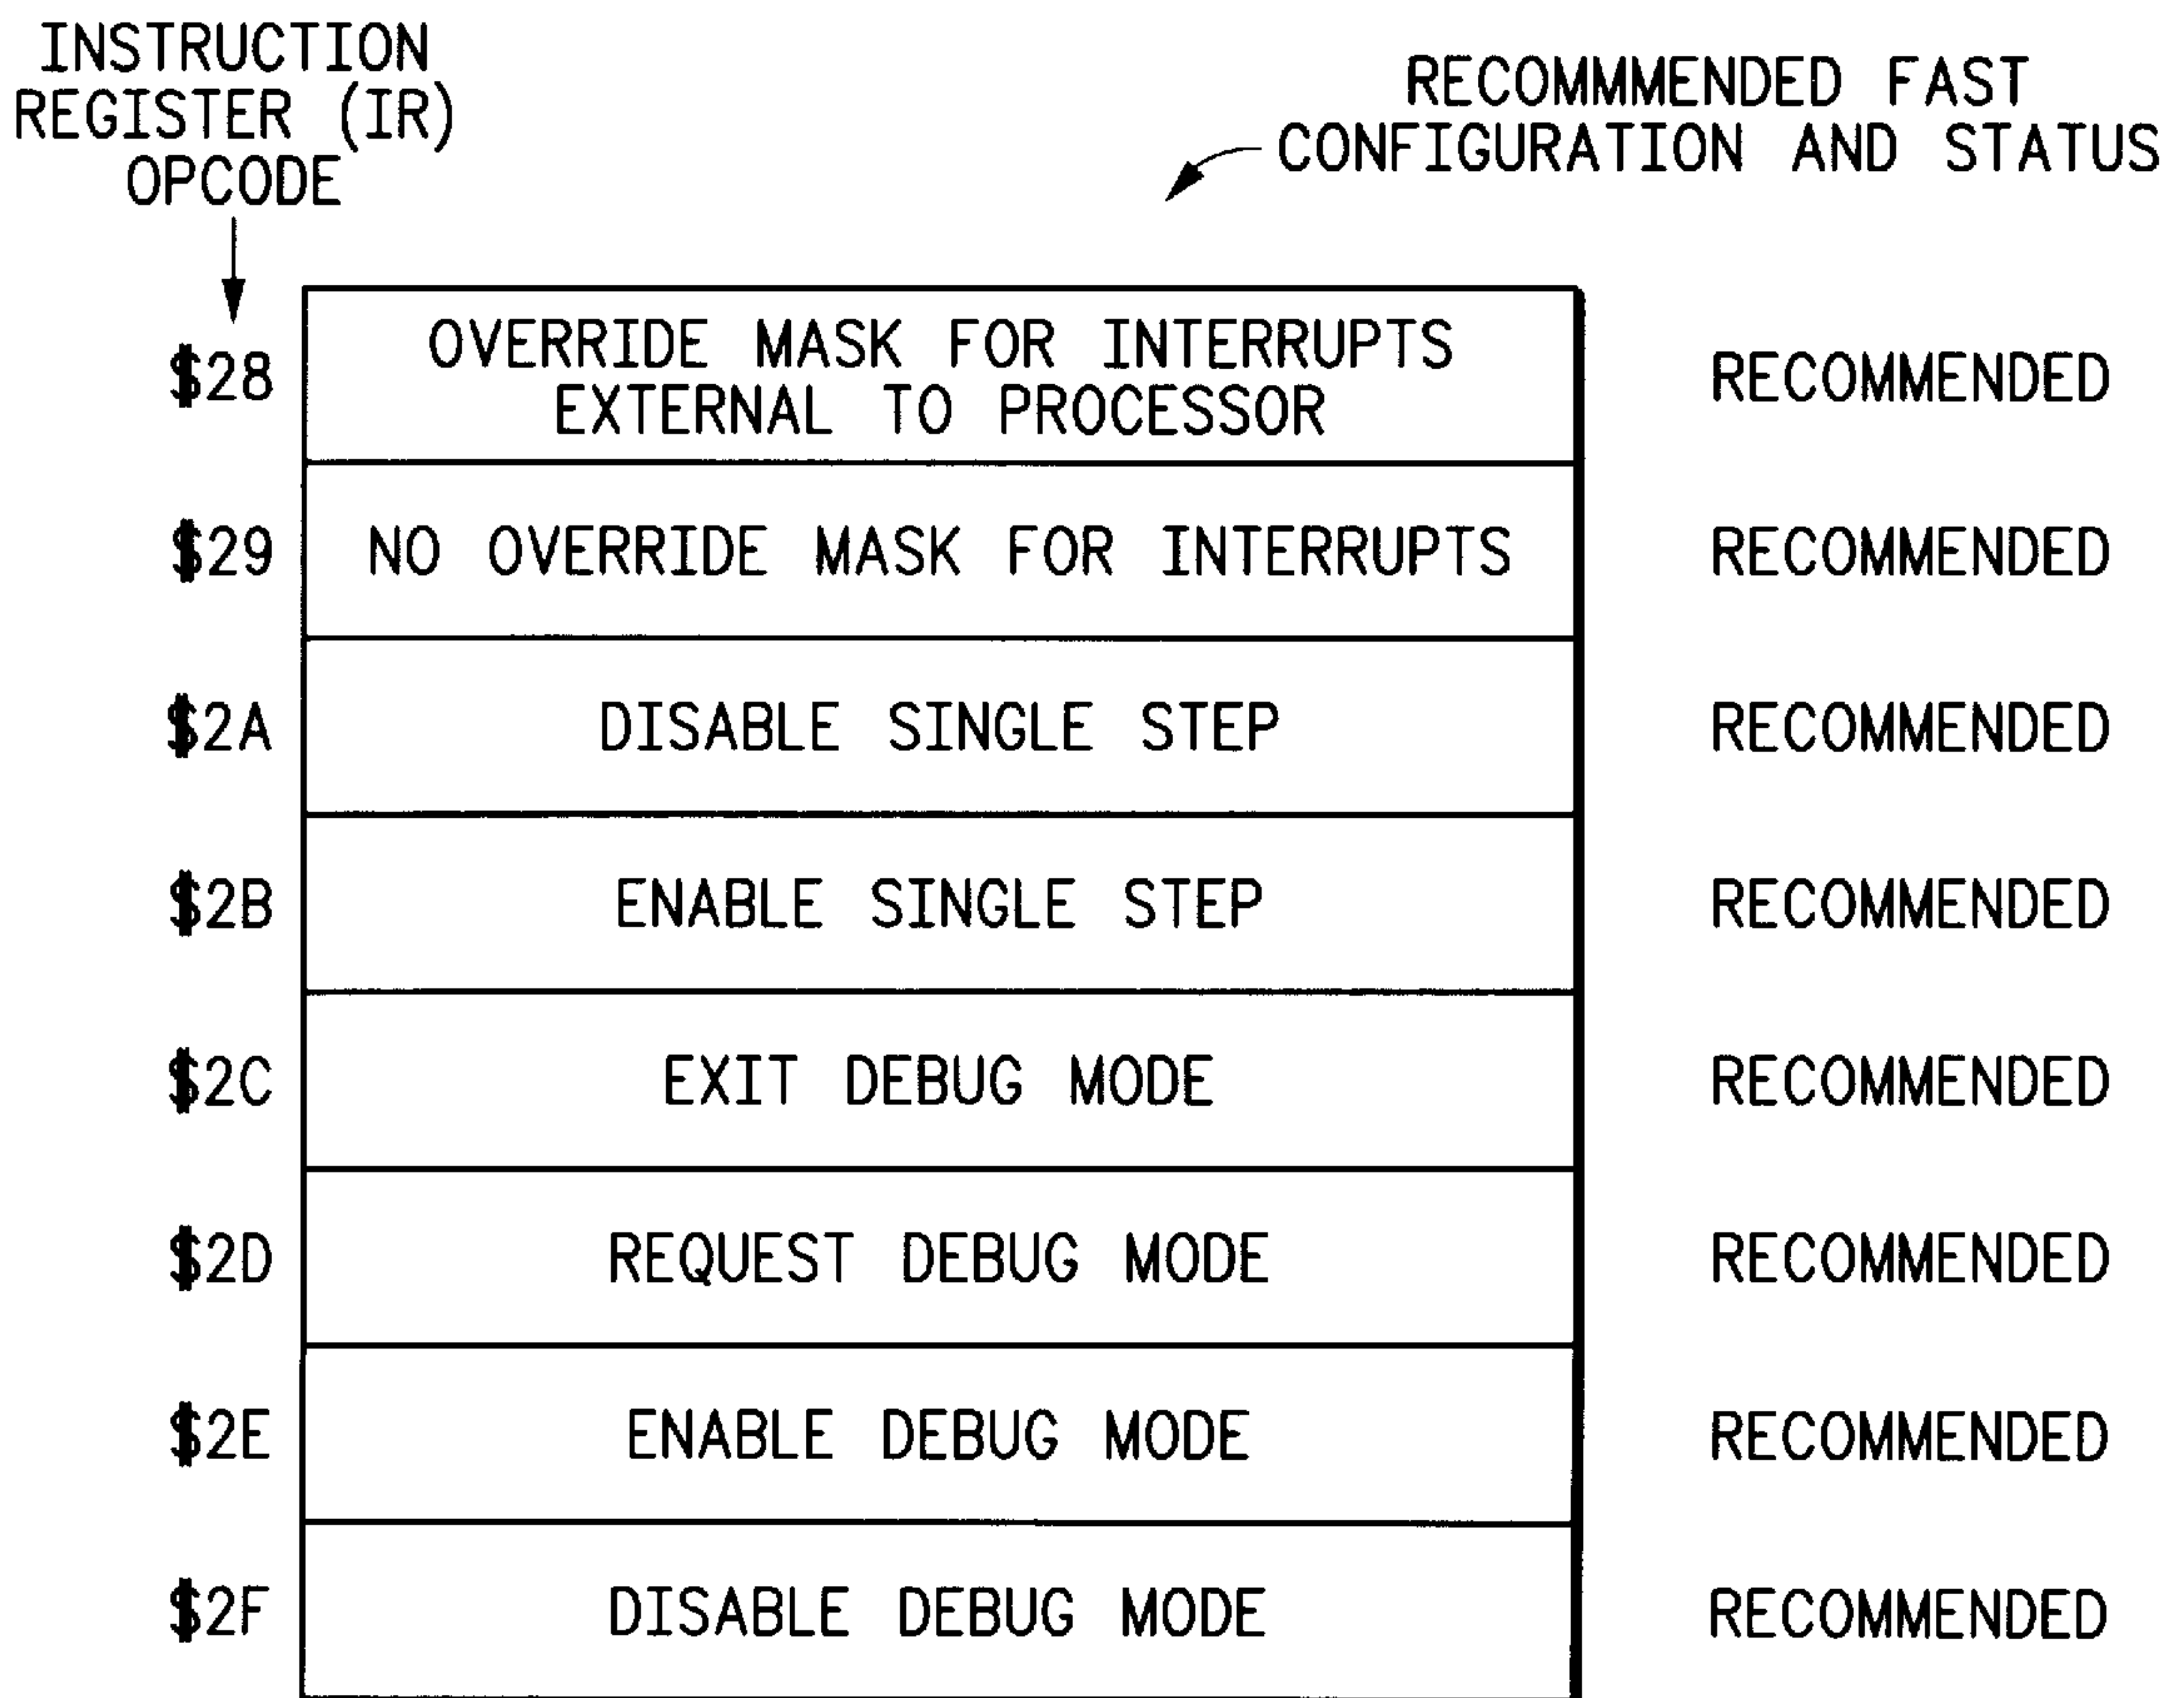 INSTRUCTION
REGISTER (IR)
OPCODE
RECOMMMENDED FAST
CONFIGURATION AND STATUS
$28 OVERRIDE MASK FOR INTERRUPTS
EXTERNAL TO PROCESSOR RECOMMENDED
$29 NO OVERRIDE MASK FOR INTERRUPTS RECOMMENDED
$2A DISABLE SINGLE STEP RECOMMENDED
$2B ENABLE SINGLE STEP RECOMMENDED
$2C EXIT DEBUG MODE RECOMMENDED
$2D REQUEST DEBUG MODE RECOMMENDED
$2E ENABLE DEBUG MODE RECOMMENDED
$2F DISABLE DEBUG MODE RECOMMENDED